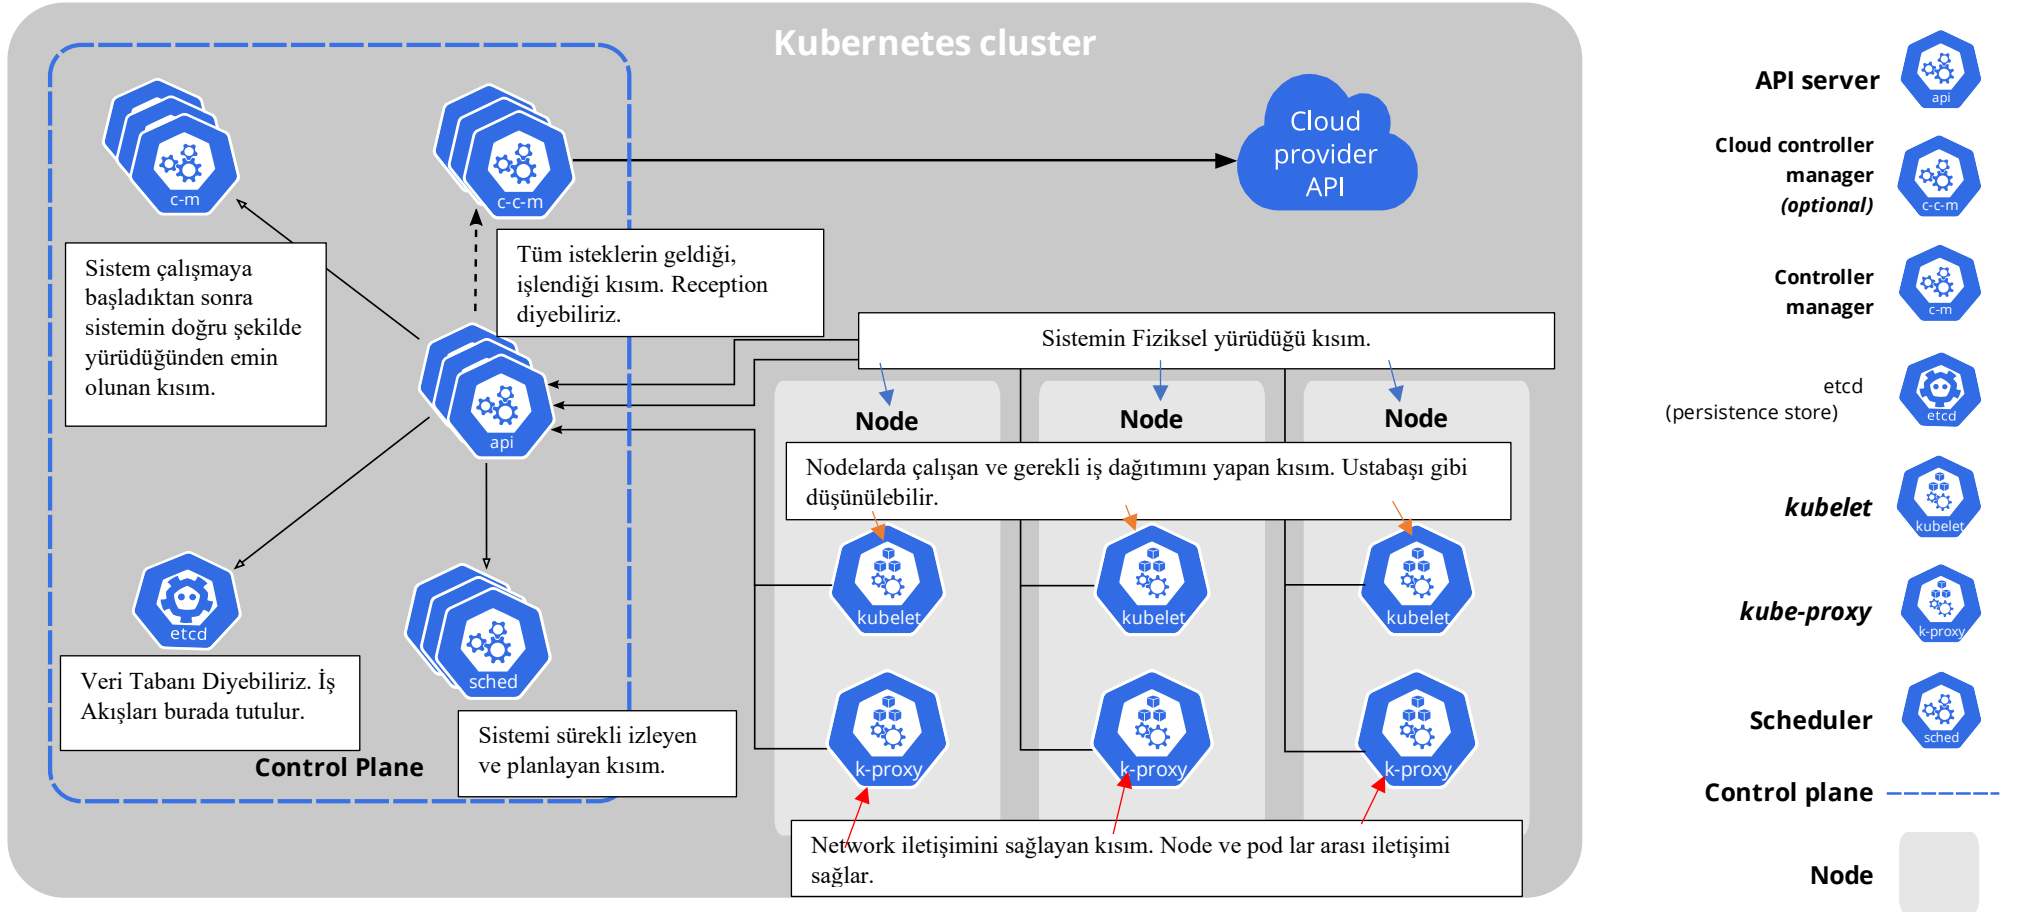 Kubernetes cluster
c-m
c-c-m
Cloud
provider
API
Sistem çalışmaya
başladıktan sonra
sistemin doğru şekilde
yürüdüğünden emin
olunan kısım.
Tüm isteklerin geldiği,
işlendiği kısım. Reception
diyebiliriz.
api
etcd
Veri Tabanı Diyebiliriz. İş
Akışları burada tutulur.
sched
Sistemi sürekli izleyen
ve planlayan kısım.
Control Plane
Sistemin Fiziksel yürüdüğü kısım.
Node
Node
Node
Nodelarda çalışan ve gerekli iş dağıtımını yapan kısım. Ustabaşı gibi
düşünülebilir.
kubelet
kubelet
kubelet
k-proxy
k-proxy
k-proxy
Network iletişimini sağlayan kısım. Node ve pod lar arası iletişimi
sağlar.
API server
api
Cloud controller
manager
(optional)
c-c-m
Controller
manager
c-m
etcd
(persistence store)
etcd
kubelet
kubelet
kube-proxy
k-proxy
Scheduler
sched
Control plane
Node